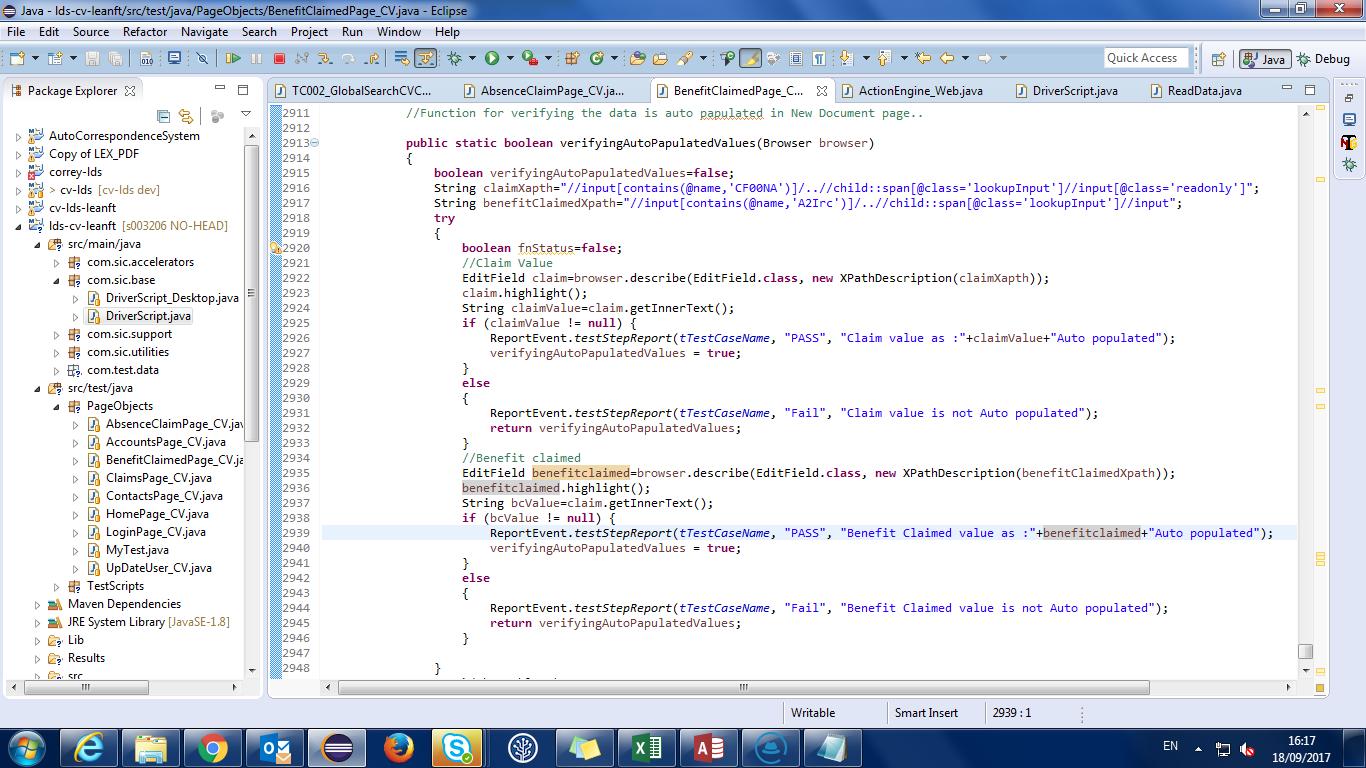 Java - lds-cv-leanft/src/test/java/PageObjects/BenefitClaimedPage_CV.java - Eclipse
File Edit Source Refactor Navigate Search Project Run Window Help
Quick Access Java Debug
Package Explorer
AutoCorrespondenceSystem
Copy of LEX_PDF
correy-lds
> cv-lds [cv-lds dev]
cv-lds-leanft
lds-cv-leanft [s003206 NO-HEAD]
src/main/java
com.sic.accelerators
com.sic.base
DriverScript_Desktop.java
DriverScript.java
com.sic.support
com.sic.utilities
com.test.data
src/test/java
PageObjects
AbsenceClaimPage_CV.jav
AccountsPage_CV.java
BenefitClaimedPage_CV.ja
ClaimsPage_CV.java
ContactsPage_CV.java
HomePage_CV.java
LoginPage_CV.java
MyTest.java
UpDateUser_CV.java
TestScripts
Maven Dependencies
JRE System Library [JavaSE-1.8]
Lib
Results
src
TC002_GlobalSearchCVC... AbsenceClaimPage_CV.ja... BenefitClaimedPage_C... ActionEngine_Web.java DriverScript.java ReadData.java
2911 //Function for verifying the data is auto papulated in New Document page..
2912
2913 public static boolean verifyingAutoPapulatedValues(Browser browser)
2914 {
2915 boolean verifyingAutoPapulatedValues=false;
2916 String claimXapth="//input[contains(@name,'CF00NA')]/..//child::span[@class='lookupInput']//input[@class='readonly']";
2917 String benefitClaimedXpath="//input[contains(@name,'A2Irc')]/..//child::span[@class='lookupInput']//input";
2918 try
2919 {
2920 boolean fnStatus=false;
2921 //Claim Value
2922 EditField claim=browser.describe(EditField.class, new XPathDescription(claimXapth));
2923 claim.highlight();
2924 String claimValue=claim.getInnerText();
2925 if (claimValue != null) {
2926 ReportEvent.testStepReport(tTestCaseName, "PASS", "Claim value as :"+claimValue+"Auto populated");
2927 verifyingAutoPapulatedValues = true;
2928 }
2929 else
2930 {
2931 ReportEvent.testStepReport(tTestCaseName, "Fail", "Claim value is not Auto populated");
2932 return verifyingAutoPapulatedValues;
2933 }
2934 //Benefit claimed
2935 EditField benefitclaimed=browser.describe(EditField.class, new XPathDescription(benefitClaimedXpath));
2936 benefitclaimed.highlight();
2937 String bcValue=claim.getInnerText();
2938 if (bcValue != null) {
2939 ReportEvent.testStepReport(tTestCaseName, "PASS", "Benefit Claimed value as :"+benefitclaimed+"Auto populated");
2940 verifyingAutoPapulatedValues = true;
2941 }
2942 else
2943 {
2944 ReportEvent.testStepReport(tTestCaseName, "Fail", "Benefit Claimed value is not Auto populated");
2945 return verifyingAutoPapulatedValues;
2946 }
2947
2948 }
Writable Smart Insert 2939 : 1
EN 16:17
18/09/2017